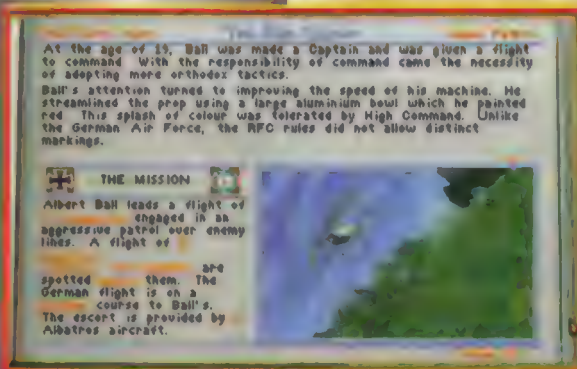 At the age of 19, Ball was made a Captain and was given a flight
to command. With the responsibility of command came the necessity
of adopting more orthodox tactics.
Ball's attention turned to improving the speed of his machine. He
streamlined the prop using a large aluminium bowl which he painted
red. This splash of colour was tolerated by High Command. Unlike
the German Air Force, the RFC rules did not allow distinct
markings.
THE MISSION
Albert Ball leads a flight of
engaged in an
aggressive patrol over enemy
lines. A flight of
are
spotted them. The
German flight is on a
course to Ball's.
The escort is provided by
Albatros aircraft.